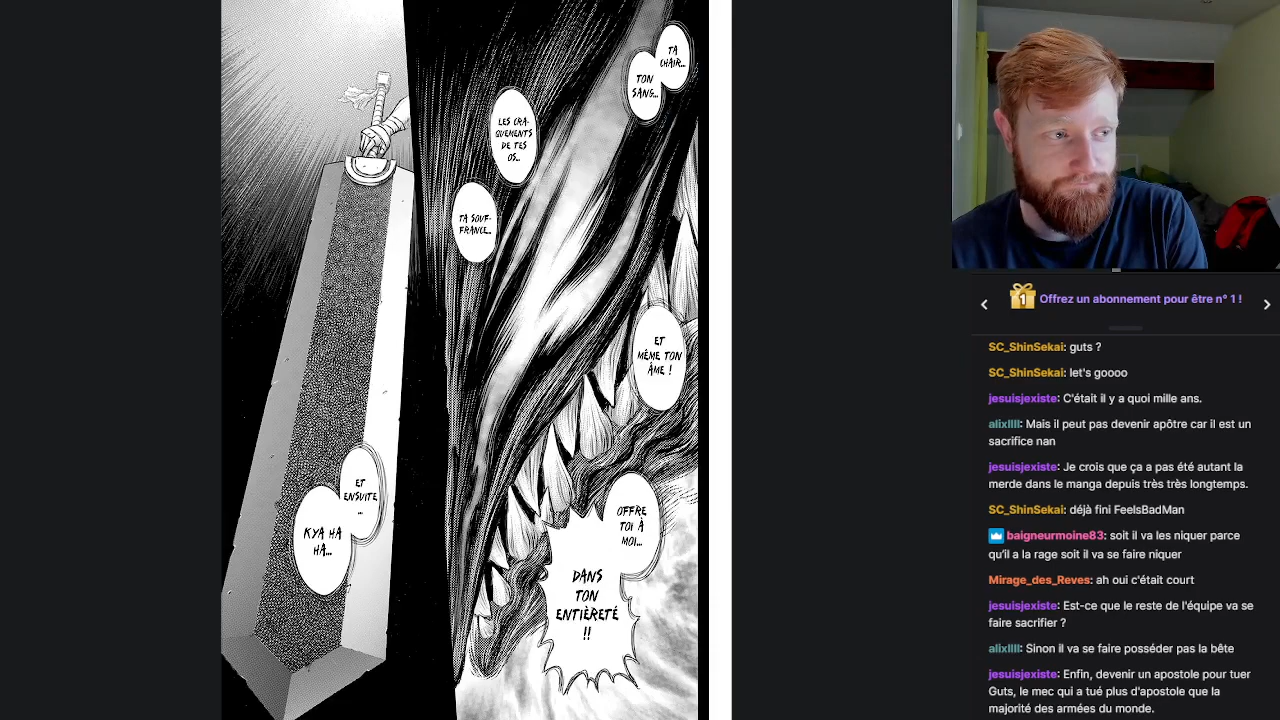 TA
CHAIR...
TON
SANG...
LES CRA-
QUEMENTS
DE TES
OS...
TA SOUF-
FRANCE...
ET
MÊME TON
ÂME !
OFFRE
TOI À
MOI...
DANS
TON
ENTIÈRETÉ
!!
ET
ENSUITE
...
KYA HA
HA...
1
Offrez un abonnement pour être n° 1 !
SC_ShinSekai: guts ?
SC_ShinSekai: let's goooo
jesuisjexiste: C'était il y a quoi mille ans.
alixllll: Mais il peut pas devenir apôtre car il est un
sacrifice nan
jesuisjexiste: Je crois que ça a pas été autant la
merde dans le manga depuis très très longtemps.
SC_ShinSekai: déjà fini FeelsBadMan
baigneurmoine83: soit il va les niquer parce
qu'il a la rage soit il va se faire niquer
Mirage_des_Reves: ah oui c'était court
jesuisjexiste: Est-ce que le reste de l'équipe va se
faire sacrifier ?
alixllll: Sinon il va se faire posséder pas la bête
jesuisjexiste: Enfin, devenir un apostole pour tuer
Guts, le mec qui a tué plus d'apostole que la
majorité des armées du monde.